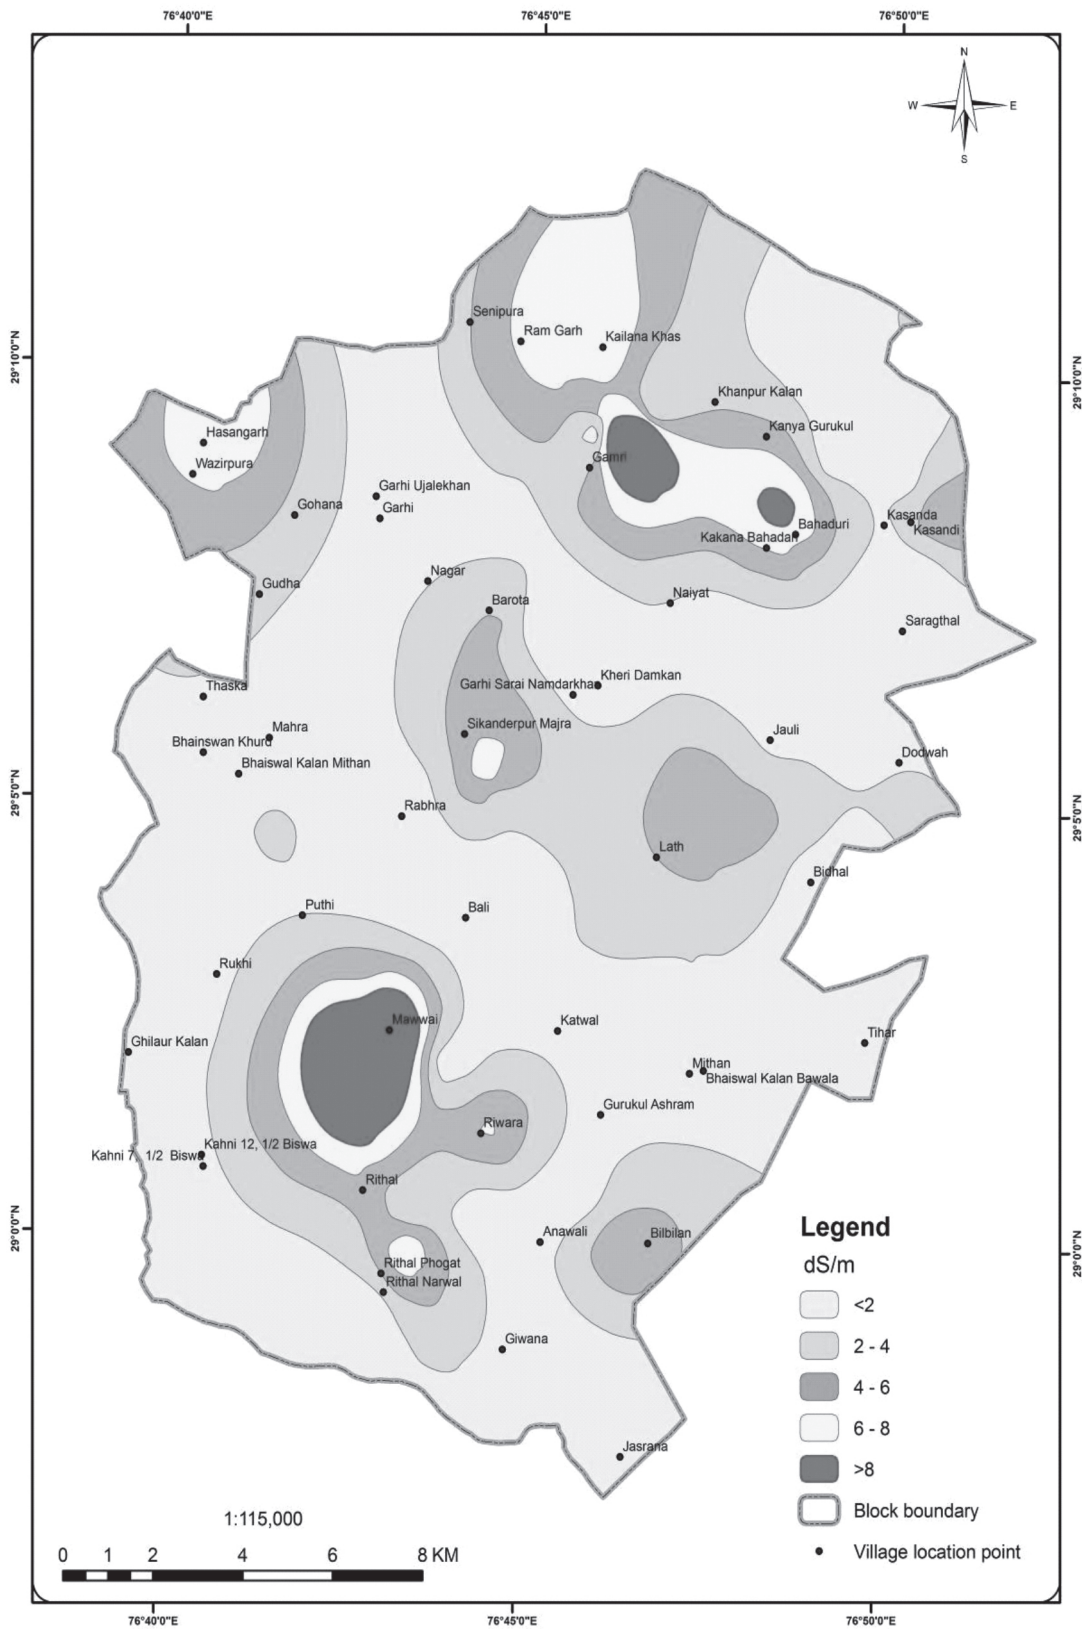 76°40'0"E
76°45'0"E
76°50'0"E
N
W
E
S
29°10'0"N
29°10'0"N
Senipura
Ram Garh
Kailana Khas
Khanpur Kalan
Kanya Gurukul
Hasangarh
Wazirpura
Gamri
Garhi Ujalekhan
Garhi
Gohana
Kasanda
Kasandi
Bahaduri
Kakana Bahadari
Nagar
Gudha
Naiyat
Barota
Saragthal
Kheri Damkan
Garhi Sarai Namdarkhan
Thaska
Sikanderpur Majra
Mahra
Jauli
Bhainswan Khurd
Dodwah
Bhaiswal Kalan Mithan
29°5'0"N
29°5'0"N
Rabhra
Lath
Bidhal
Puthi
Bali
Rukhi
Mawwai
Katwal
Tihar
Ghilaur Kalan
Mithan
Bhaiswal Kalan Bawala
Gurukul Ashram
Riwara
Kahni 12, 1/2 Biswa
Kahni 7, 1/2 Biswa
Rithal
29°0'0"N
29°0'0"N
Anawali
Bilbilan
Rithal Phogat
Rithal Narwal
Giwana
Jasrana
Legend
dS/m
<2
2 - 4
4 - 6
6 - 8
>8
Block boundary
Village location point
1:115,000
0 1 2 4 6 8 KM
76°40'0"E
76°45'0"E
76°50'0"E